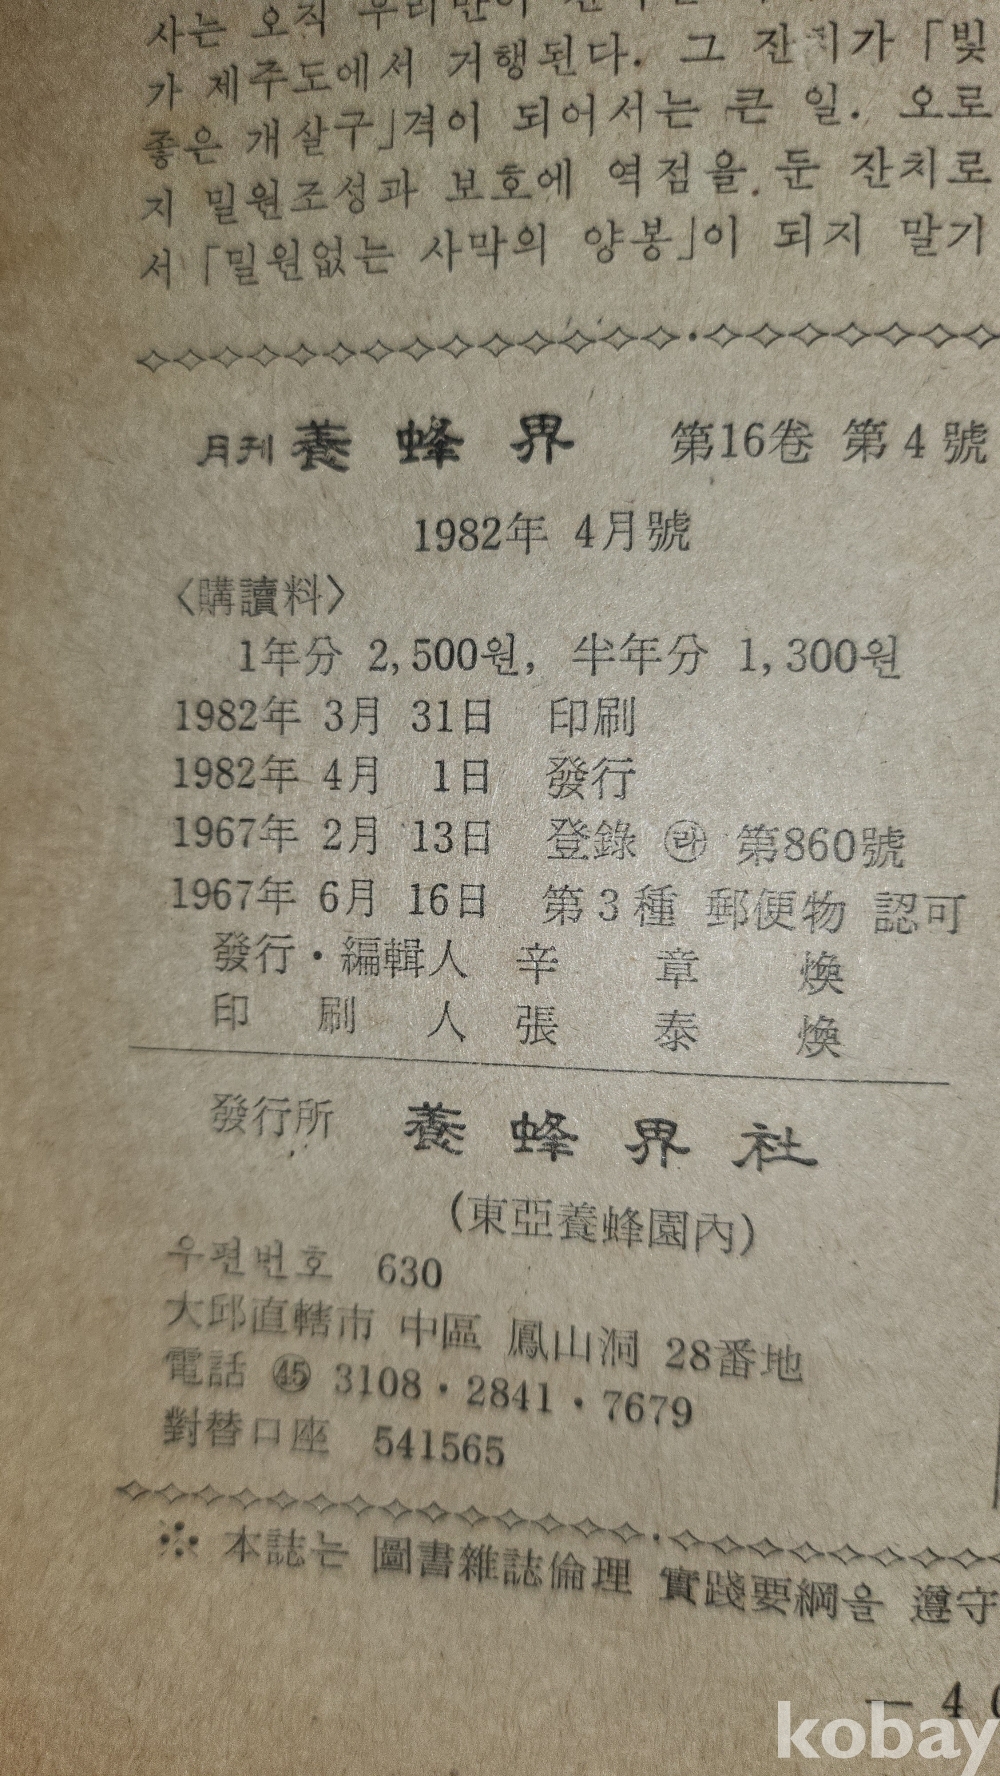 사는 오직 우리만이
가 제주도에서 거행된다. 그 잔치가 「빛
좋은 개살구」격이 되어서는 큰 일. 오로
지 밀원조성과 보호에 역점을 둔 잔치로
서 「밀원없는 사막의 양봉」이 되지 말기
月刊 養蜂界 第16卷 第4號
1982年 4月號
〈購讀料〉
1年分 2,500원, 半年分 1,300원
1982年 3月 31日 印刷
1982年 4月 1日 發行
1967年 2月 13日 登錄 ㉱ 第860號
1967年 6月 16日 第3種 郵便物 認可
發行·編輯人 辛章煥
印刷人 張泰煥
發行所 養蜂界社
(東亞養蜂園內)
우편번호 630
大邱直轄市 中區 鳳山洞 28番地
電話 ㊺ 3108·2841·7679
對替口座 541565
※ 本誌는 圖書雜誌倫理 實踐要綱을 遵守
— 40
kobay